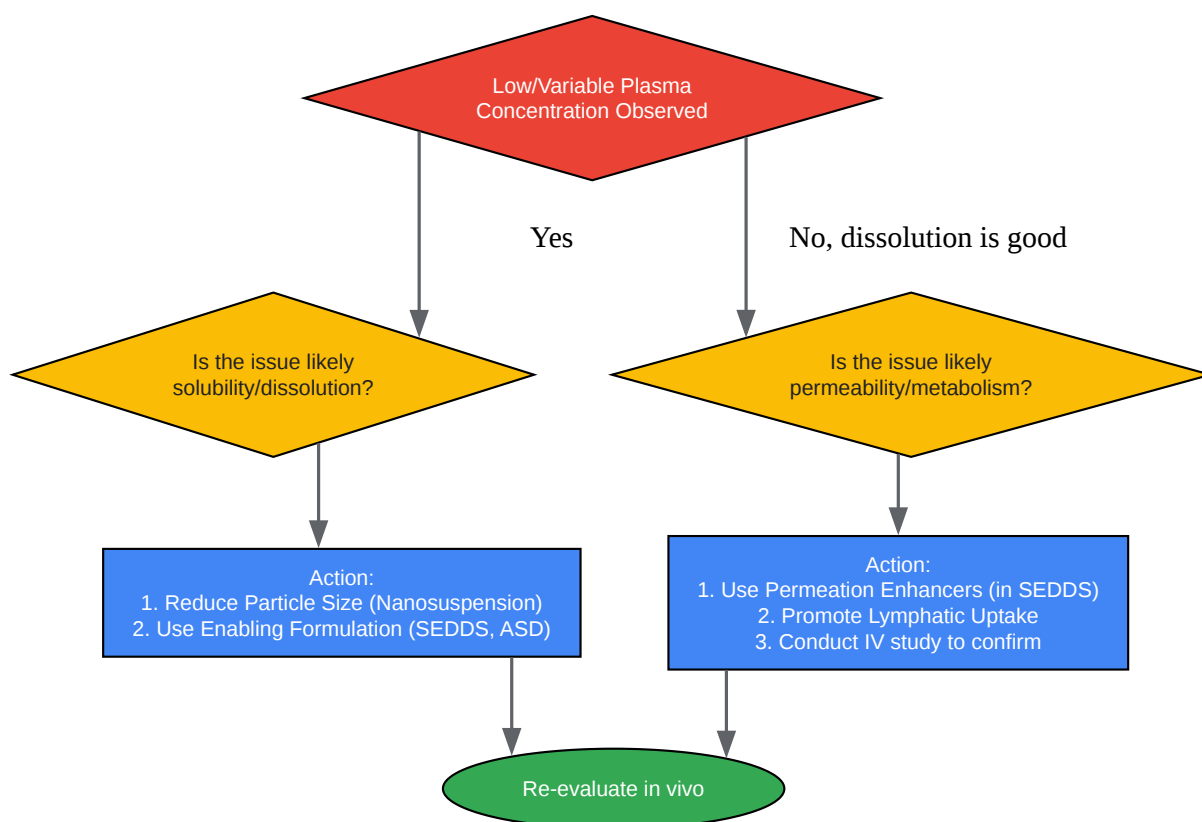 Low/Variable Plasma
Concentration Observed
Yes
No, dissolution is good
Is the issue likely
solubility/dissolution?
Is the issue likely
permeability/metabolism?
Action:
1. Reduce Particle Size (Nanosuspension)
2. Use Enabling Formulation (SEDDS, ASD)
Action:
1. Use Permeation Enhancers (in SEDDS)
2. Promote Lymphatic Uptake
3. Conduct IV study to confirm
Re-evaluate in vivo